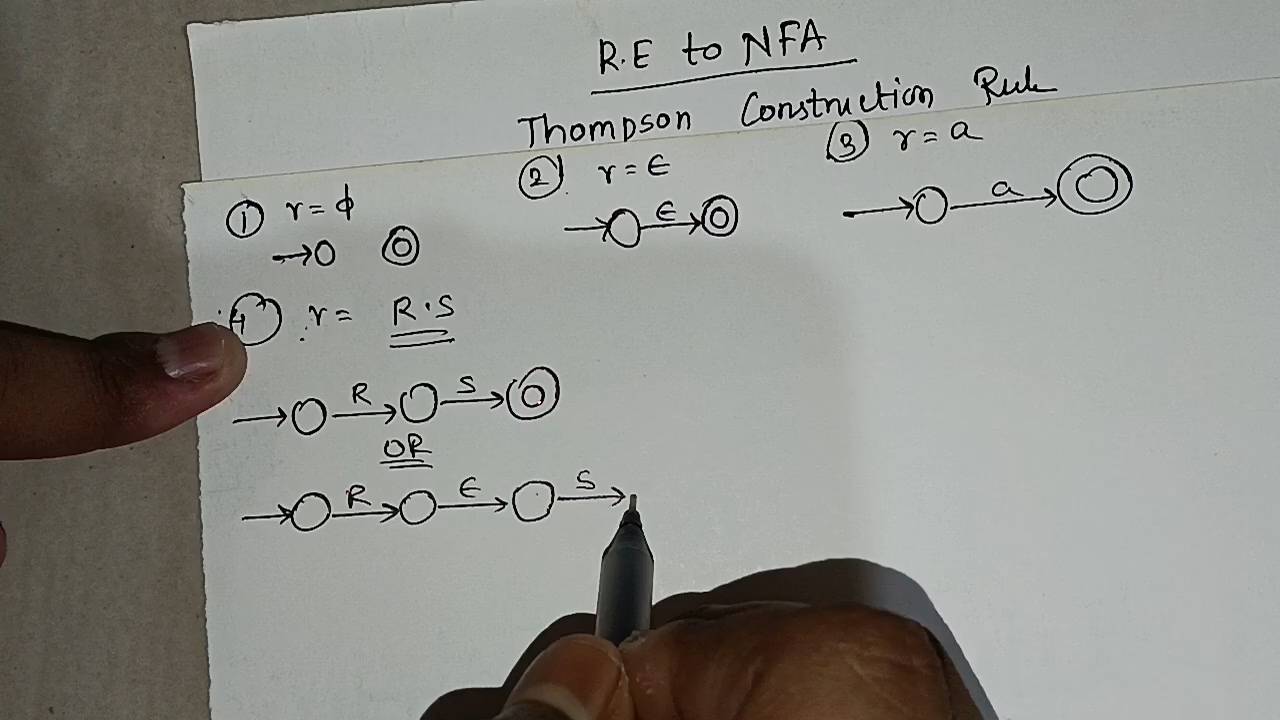 R.E to NFA
Thompson Construction Rule
① r = ϕ
② r = ϵ
ϵ
③ r = a
a
④ r = R.S
R S
OR
R ϵ S